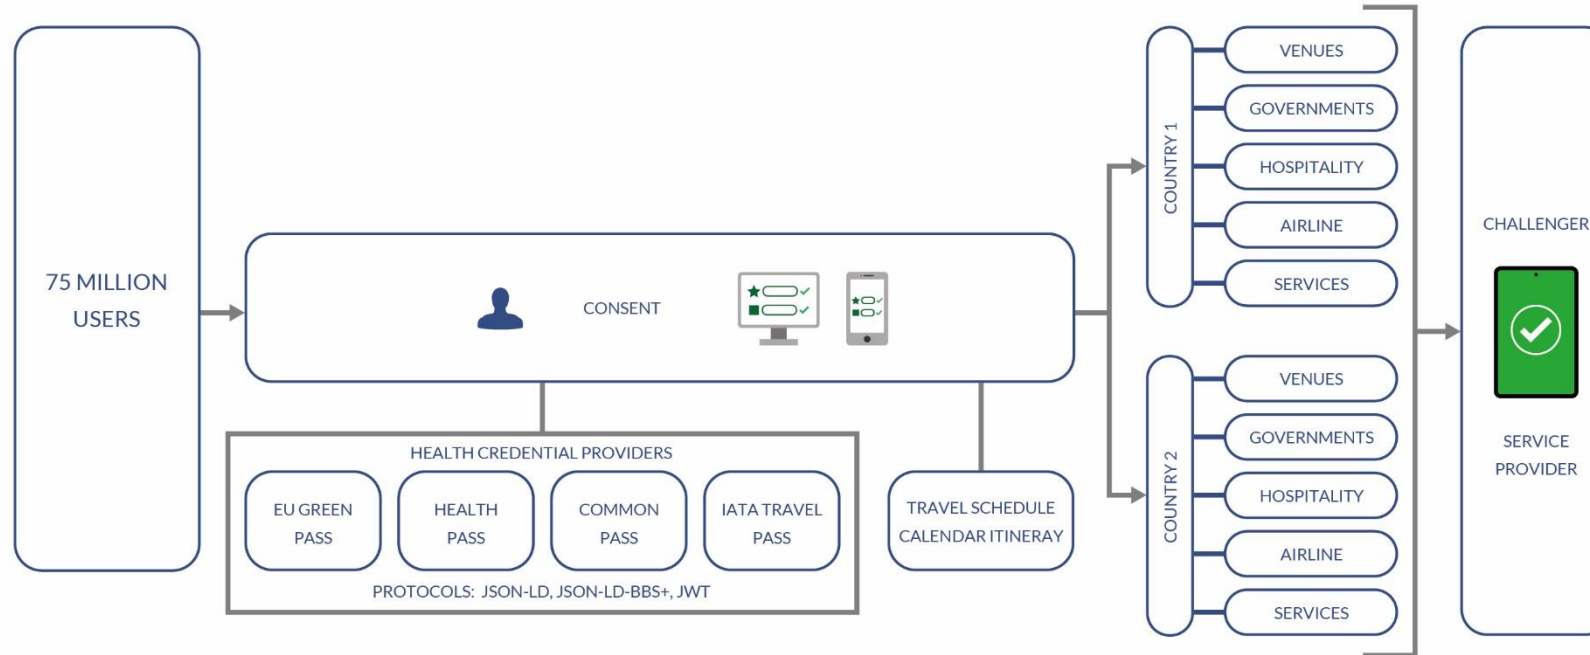 75 MILLION
USERS
CONSENT
HEALTH CREDENTIAL PROVIDERS
EU GREEN
PASS
HEALTH
PASS
COMMON
PASS
IATA TRAVEL
PASS
PROTOCOLS: JSON-LD, JSON-LD-BBS+, JWT
TRAVEL SCHEDULE
CALENDAR ITINERAY
COUNTRY 1
VENUES
GOVERNMENTS
HOSPITALITY
AIRLINE
SERVICES
COUNTRY 2
VENUES
GOVERNMENTS
HOSPITALITY
AIRLINE
SERVICES
CHALLENGER
SERVICE
PROVIDER